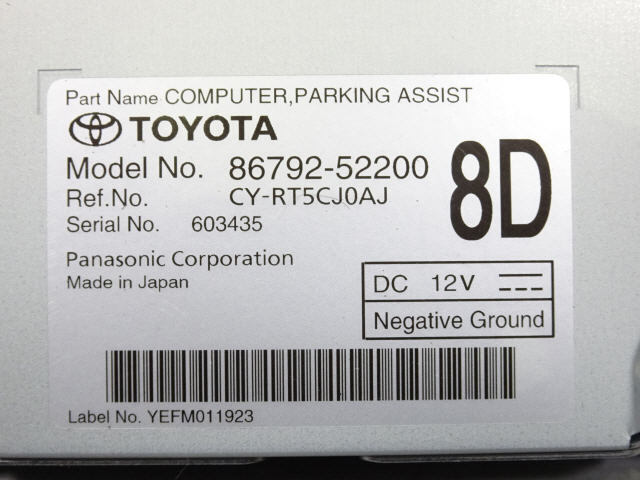 Part Name COMPUTER,PARKING ASSIST
TOYOTA
Model No. 86792-52200
8D
Ref.No. CY-RT5CJ0AJ
Serial No. 603435
Panasonic Corporation
Made in Japan
DC 12V
Negative Ground
Label No. YEFM011923